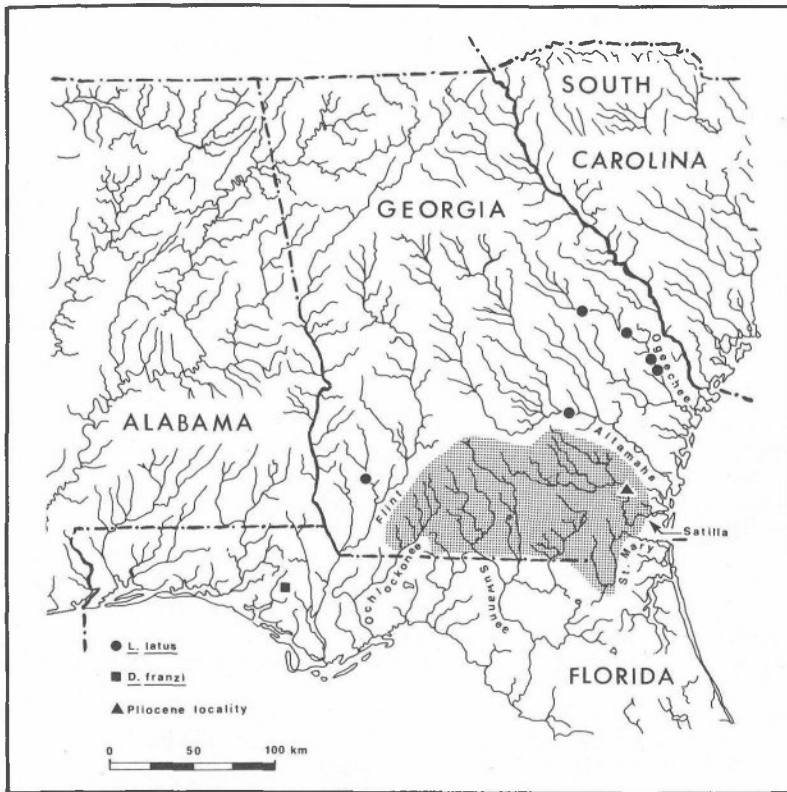 SOUTH
CAROLINA
GEORGIA
ALABAMA
Ogeechee
Altamaha
Flint
Satilla
St. Mary
Ochlockonee
Suwannee
FLORIDA
L. latus
D. franzi
Pliocene locality
0 50 100 km